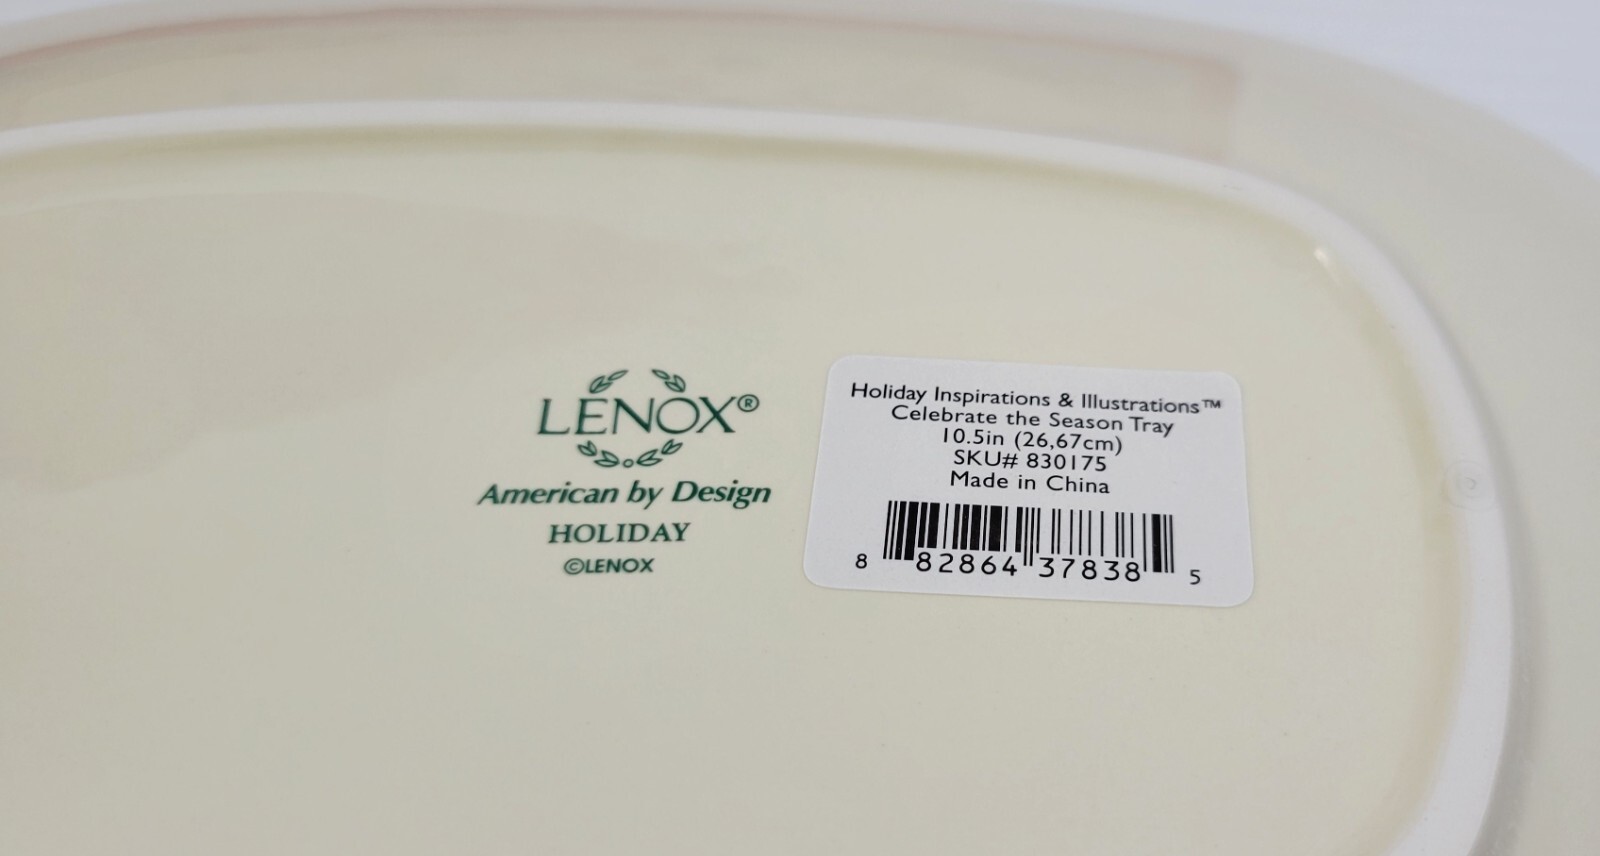 LENOX®
American by Design
HOLIDAY
©LENOX
Holiday Inspirations & Illustrations™
Celebrate the Season Tray
10.5in (26,67cm)
SKU# 830175
Made in China
8 82864 37838 5